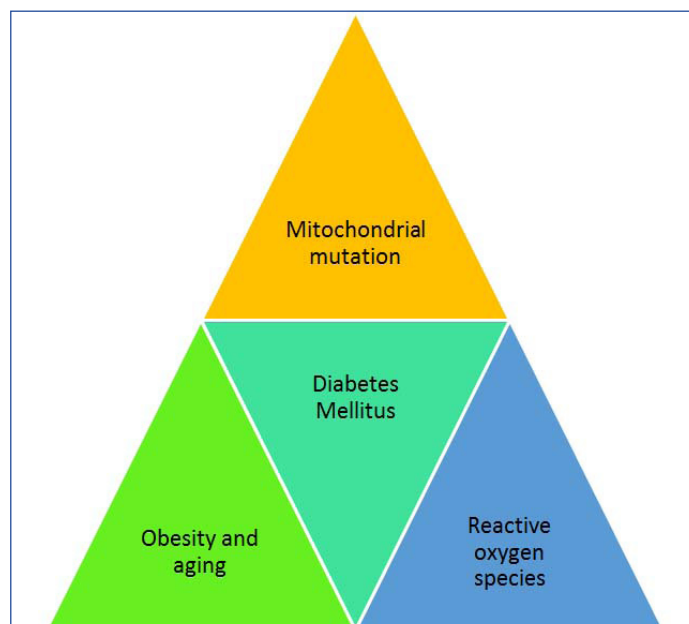 Mitochondrial
mutation
Diabetes
Mellitus
Obesity and
aging
Reactive
oxygen
species